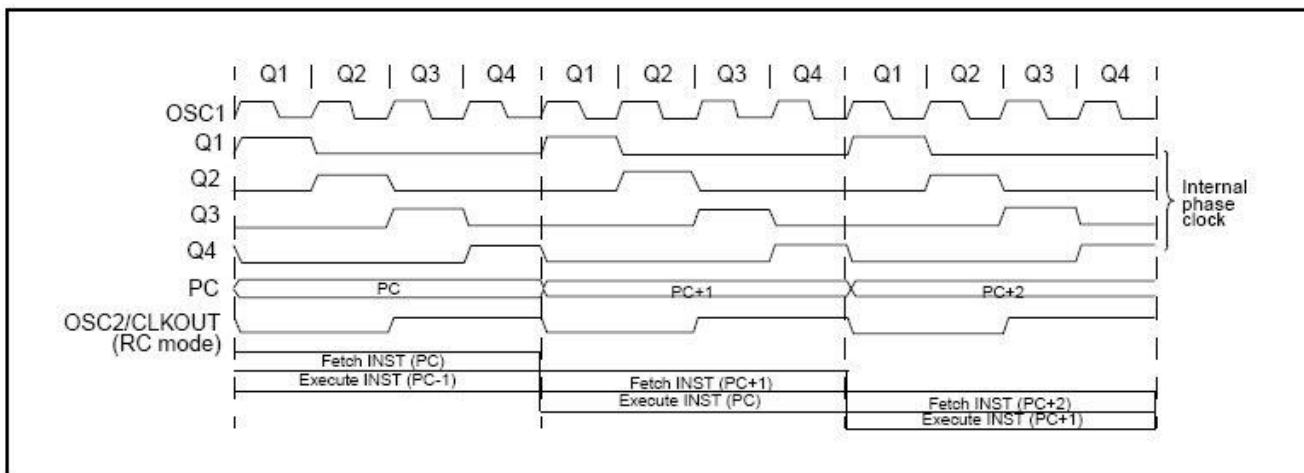 Q1 Q2 Q3 Q4 Q1 Q2 Q3 Q4 Q1 Q2 Q3 Q4
OSC1
Q1
Q2
Q3
Q4
Internal
phase
clock
PC PC PC+1 PC+2
OSC2/CLKOUT
(RC mode)
Fetch INST (PC)
Execute INST (PC-1) Fetch INST (PC+1)
Execute INST (PC) Fetch INST (PC+2)
Execute INST (PC+1)